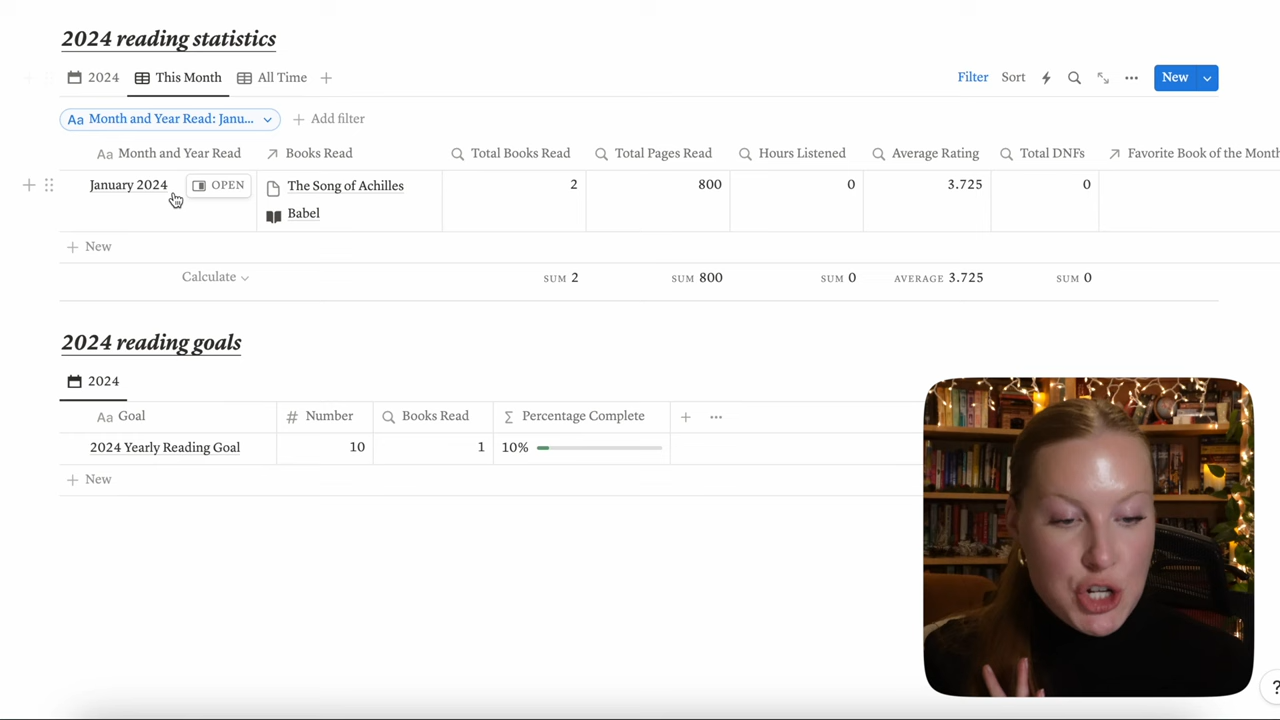 2024 reading statistics
2024 This Month All Time
Filter Sort New
Aa Month and Year Read: Janu... Add filter
Aa Month and Year Read Books Read Total Books Read Total Pages Read Hours Listened Average Rating Total DNFs Favorite Book of the Month
January 2024 OPEN The Song of Achilles 2 800 0 3.725 0
Babel
New
Calculate SUM 2 SUM 800 SUM 0 AVERAGE 3.725 SUM 0
2024 reading goals
2024
Aa Goal # Number Books Read Σ Percentage Complete
2024 Yearly Reading Goal 10 1 10%
New
?